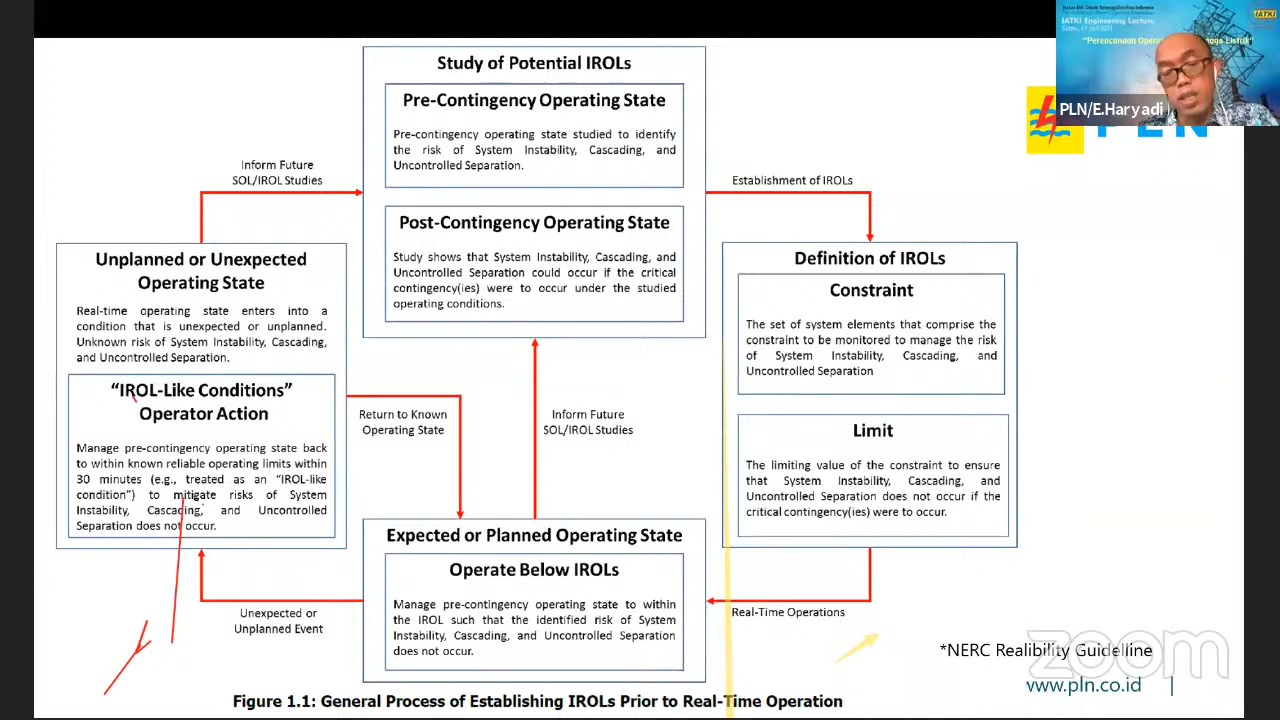 Study of Potential IROLs
Pre-Contingency Operating State
Pre-contingency operating state studied to identify
the risk of System Instability, Cascading, and
Uncontrolled Separation.
Post-Contingency Operating State
Study shows that System Instability, Cascading, and
Uncontrolled Separation could occur if the critical
contingency(ies) were to occur under the studied
operating conditions.
Inform Future
SOL/IROL Studies
Establishment of IROLs
Unplanned or Unexpected
Operating State
Real-time operating state enters into a
condition that is unexpected or unplanned.
Unknown risk of System Instability, Cascading,
and Uncontrolled Separation.
“IROL-Like Conditions”
Operator Action
Manage pre-contingency operating state back
to within known reliable operating limits within
30 minutes (e.g., treated as an “IROL-like
condition”) to mitigate risks of System
Instability, Cascading, and Uncontrolled
Separation does not occur.
Return to Known
Operating State
Inform Future
SOL/IROL Studies
Definition of IROLs
Constraint
The set of system elements that comprise the
constraint to be monitored to manage the risk
of System Instability, Cascading, and
Uncontrolled Separation
Limit
The limiting value of the constraint to ensure
that System Instability, Cascading, and
Uncontrolled Separation does not occur if the
critical contingency(ies) were to occur.
Expected or Planned Operating State
Operate Below IROLs
Manage pre-contingency operating state to within
the IROL such that the identified risk of System
Instability, Cascading, and Uncontrolled Separation
does not occur.
Unexpected or
Unplanned Event
Real-Time Operations
*NERC Realibility Guideline
www.pln.co.id
zoom
Figure 1.1: General Process of Establishing IROLs Prior to Real-Time Operation
IATKI
IATKI Engineering Lecture
"Perencanaan
Listrik"
PLN/E.Haryadi
PLN